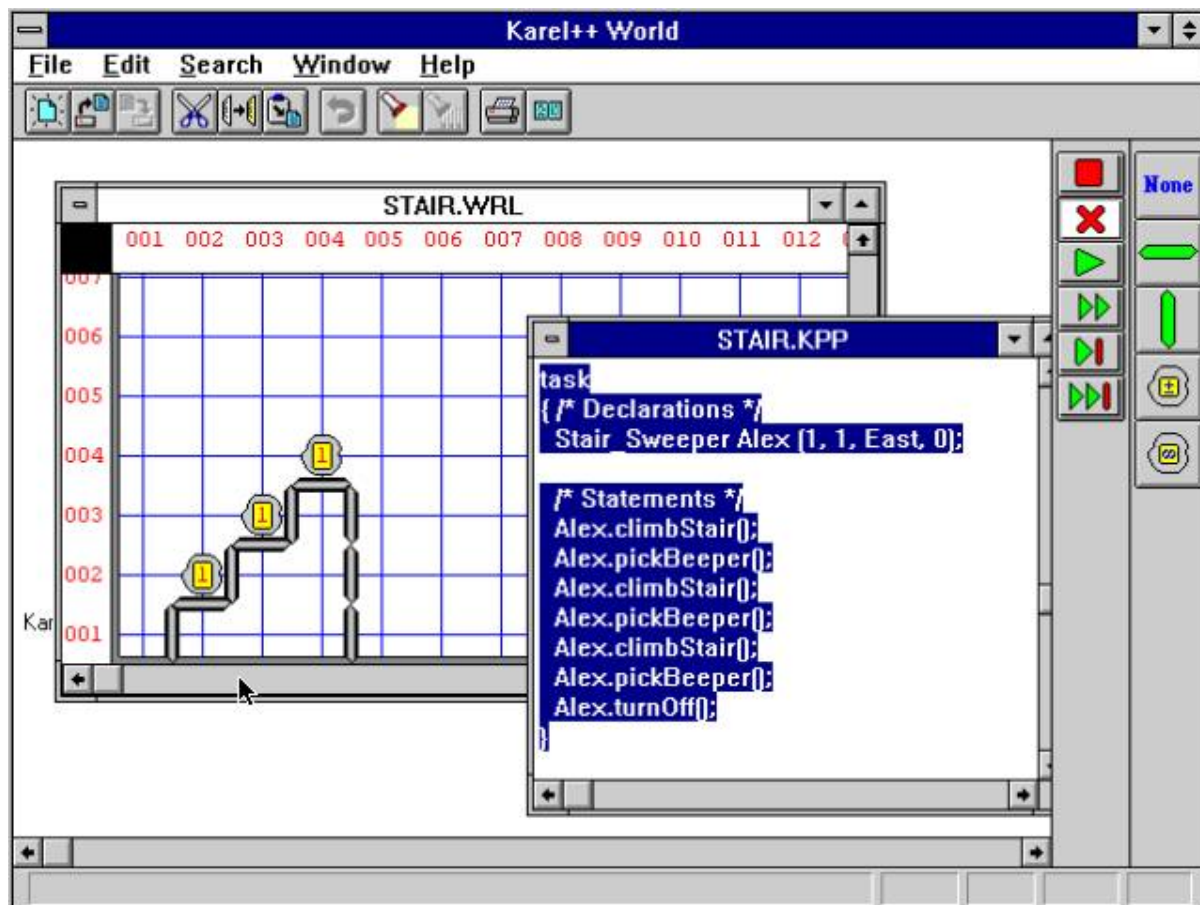 Karel++ World
File Edit Search Window Help
None
STAIR.WRL
001 002 003 004 005 006 007 008 009 010 011 012
007
006
005
004 1
003 1
002 1
Kar 001
STAIR.KPP
task
{ /* Declarations */
Stair_Sweeper Alex (1, 1, East, 0);
/* Statements */
Alex.climbStair();
Alex.pickBeeper();
Alex.climbStair();
Alex.pickBeeper();
Alex.climbStair();
Alex.pickBeeper();
Alex.turnOff();
}